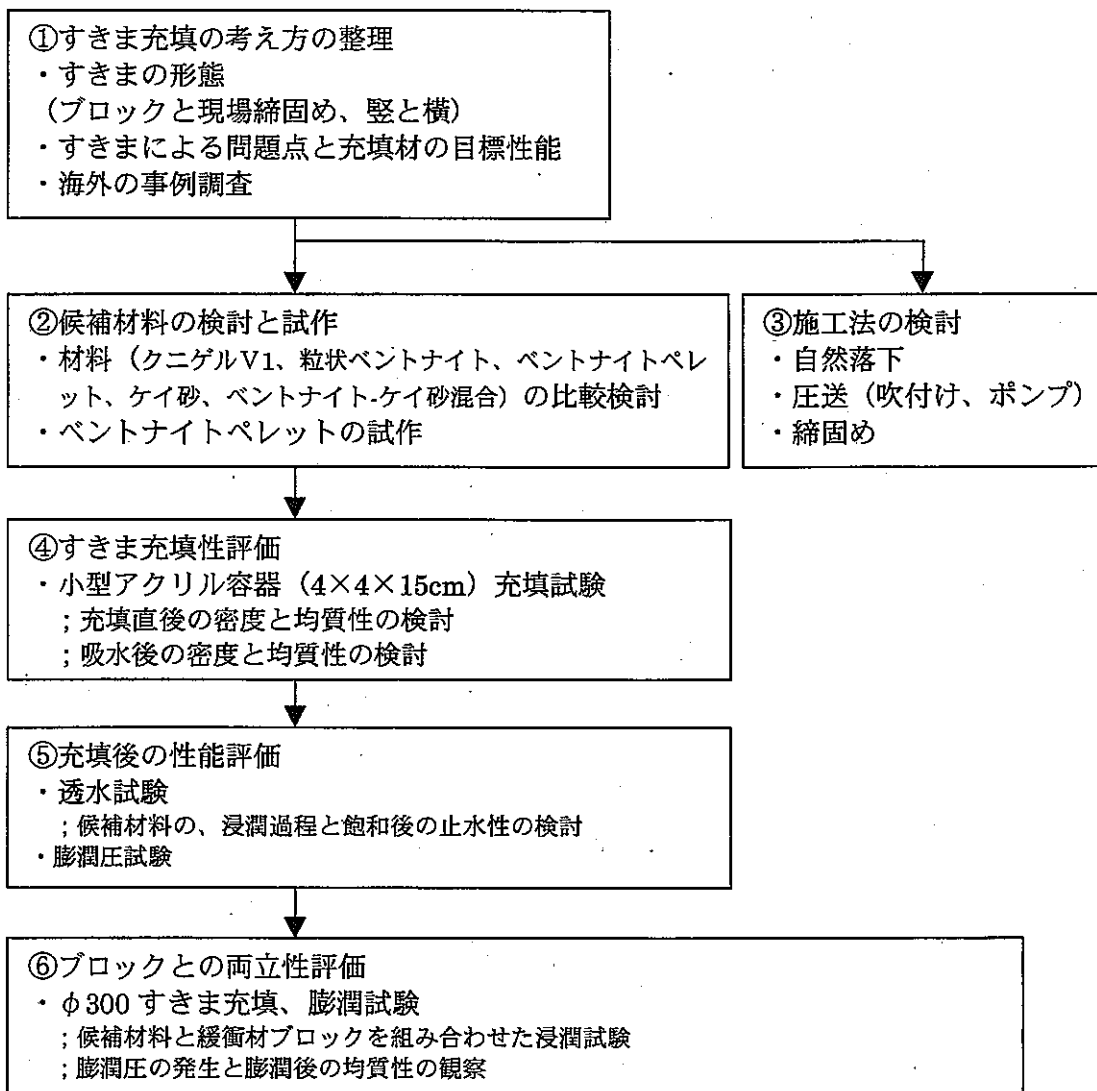 ①すきま充填の考え方の整理
・すきまの形態
(ブロックと現場締固め、竪と横)
・すきまによる問題点と充填材の目標性能
・海外の事例調査
②候補材料の検討と試作
・材料(クニゲルV1、粒状ベントナイト、ベントナイトペレ
ット、ケイ砂、ベントナイト-ケイ砂混合)の比較検討
・ベントナイトペレットの試作
③施工法の検討
・自然落下
・圧送(吹付け、ポンプ)
・締固め
④すきま充填性評価
・小型アクリル容器(4×4×15cm)充填試験
;充填直後の密度と均質性の検討
;吸水後の密度と均質性の検討
⑤充填後の性能評価
・透水試験
;候補材料の、浸潤過程と飽和後の止水性の検討
・膨潤圧試験
⑥ブロックとの両立性評価
・φ300 すきま充填、膨潤試験
;候補材料と緩衝材ブロックを組み合わせた浸潤試験
;膨潤圧の発生と膨潤後の均質性の観察